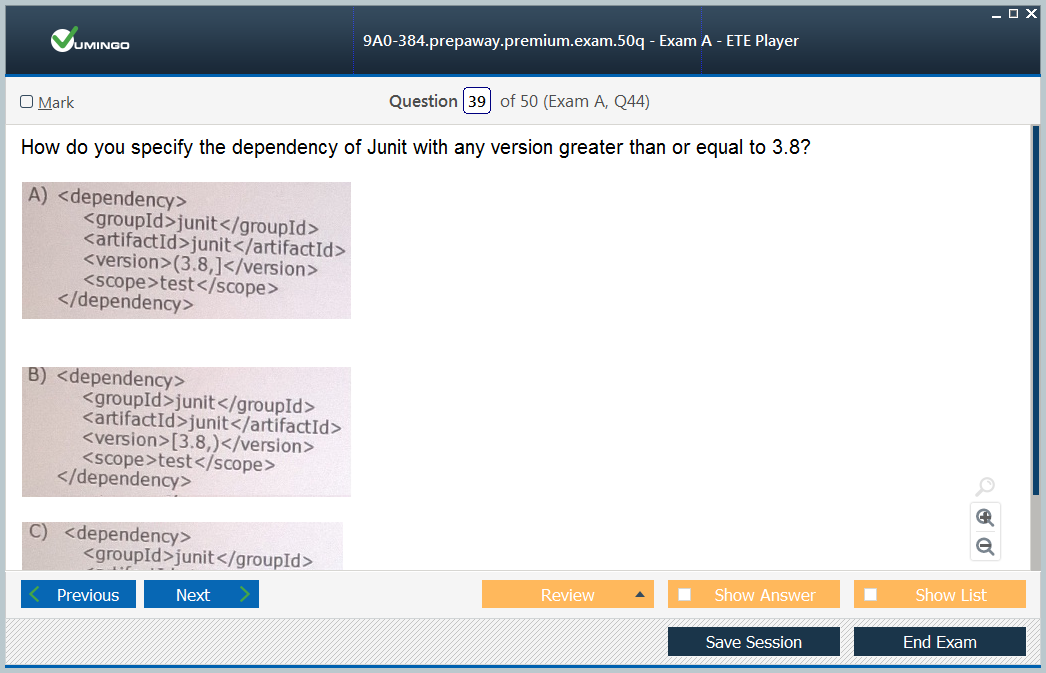 VUMINGO
9A0-384.prepaway.premium.exam.50q - Exam A - ETE Player
Mark
Question 39 of 50 (Exam A, Q44)
How do you specify the dependency of Junit with any version greater than or equal to 3.8?
A) <dependency>
<groupId>junit</groupId>
<artifactId>junit</artifactId>
<version>(3.8,]</version>
<scope>test</scope>
</dependency>
B) <dependency>
<groupId>junit</groupId>
<artifactId>junit</artifactId>
<version>[3.8,)</version>
<scope>test</scope>
</dependency>
C) <dependency>
<groupId>junit</groupId>
Previous
Next
Review
Show Answer
Show List
Save Session
End Exam